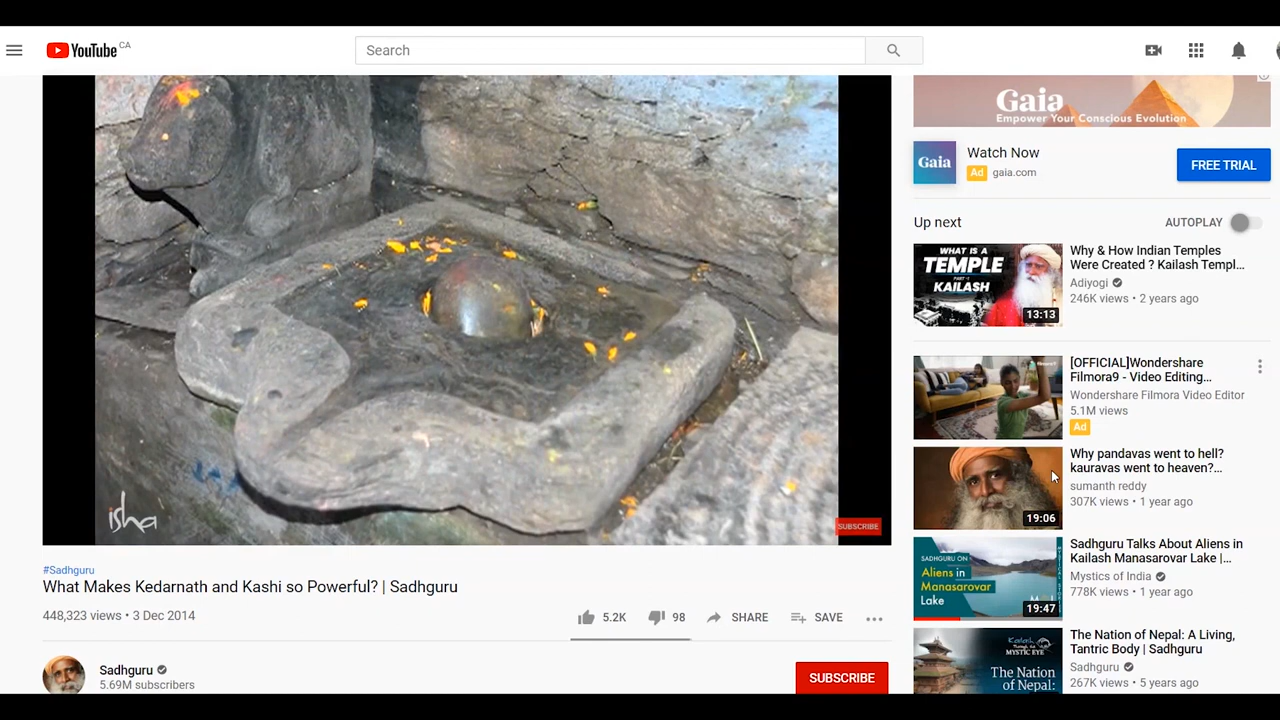 YouTube CA
Search
isha
SUBSCRIBE
#Sadhguru
What Makes Kedarnath and Kashi so Powerful? | Sadhguru
448,323 views • 3 Dec 2014
5.2K
98
SHARE
SAVE
Sadhguru
5.69M subscribers
SUBSCRIBE
Gaia
Empower Your Conscious Evolution
Gaia
Watch Now
Ad gaia.com
FREE TRIAL
Up next
AUTOPLAY
WHAT IS A
TEMPLE
PART-1
KAILASH
13:13
Why & How Indian Temples
Were Created ? Kailash Templ...
Adiyogi
246K views • 2 years ago
[OFFICIAL]Wondershare
Filmora9 - Video Editing...
Wondershare Filmora Video Editor
5.1M views
Ad
19:06
Why pandavas went to hell?
kauravas went to heaven?...
sumanth reddy
307K views • 1 year ago
SADHGURU ON
Aliens in
Manasarovar
Lake
19:47
Sadhguru Talks About Aliens in
Kailash Manasarovar Lake |...
Mystics of India
778K views • 1 year ago
Kailash
MYSTIC EYE
The Nation
of Nepal:
The Nation of Nepal: A Living,
Tantric Body | Sadhguru
Sadhguru
267K views • 5 years ago